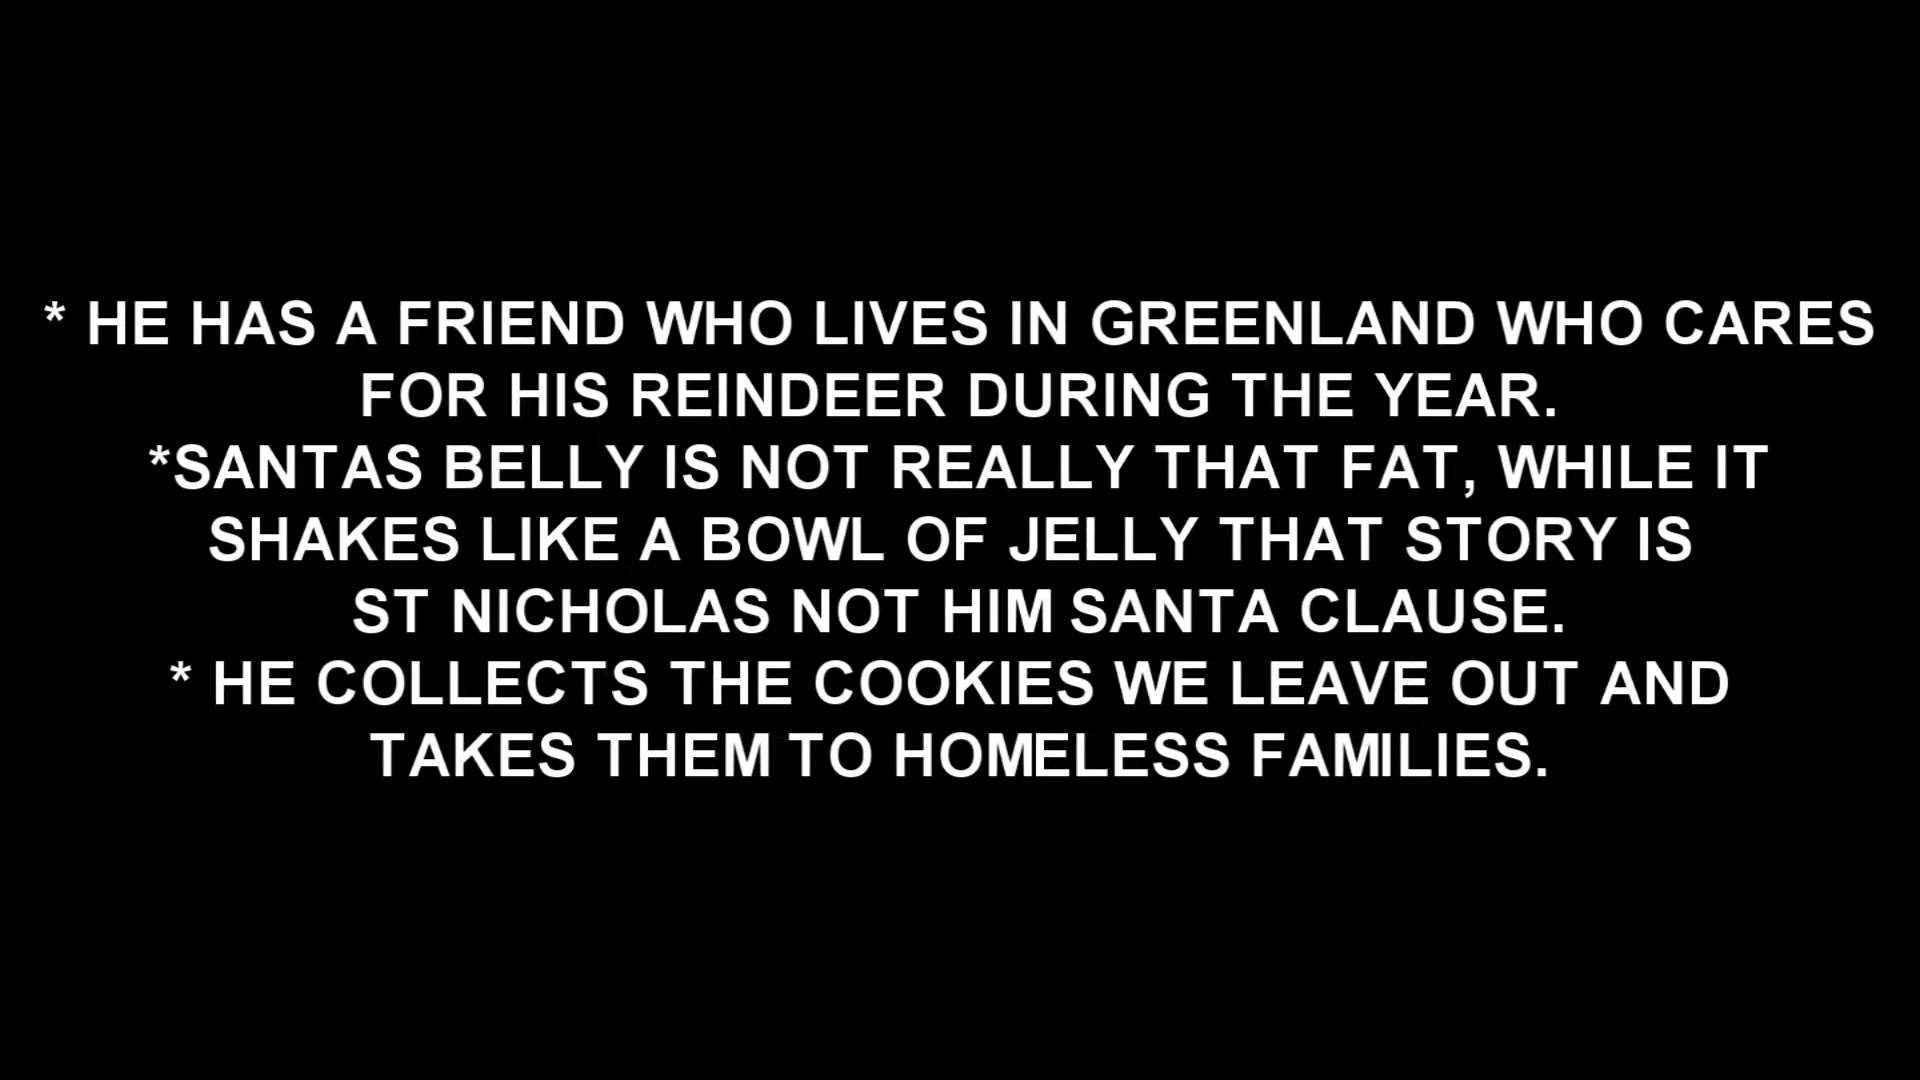 * HE HAS A FRIEND WHO LIVES IN GREENLAND WHO CARES
FOR HIS REINDEER DURING THE YEAR.
*SANTAS BELLY IS NOT REALLY THAT FAT, WHILE IT
SHAKES LIKE A BOWL OF JELLY THAT STORY IS
ST NICHOLAS NOT HIM SANTA CLAUSE.
* HE COLLECTS THE COOKIES WE LEAVE OUT AND
TAKES THEM TO HOMELESS FAMILIES.